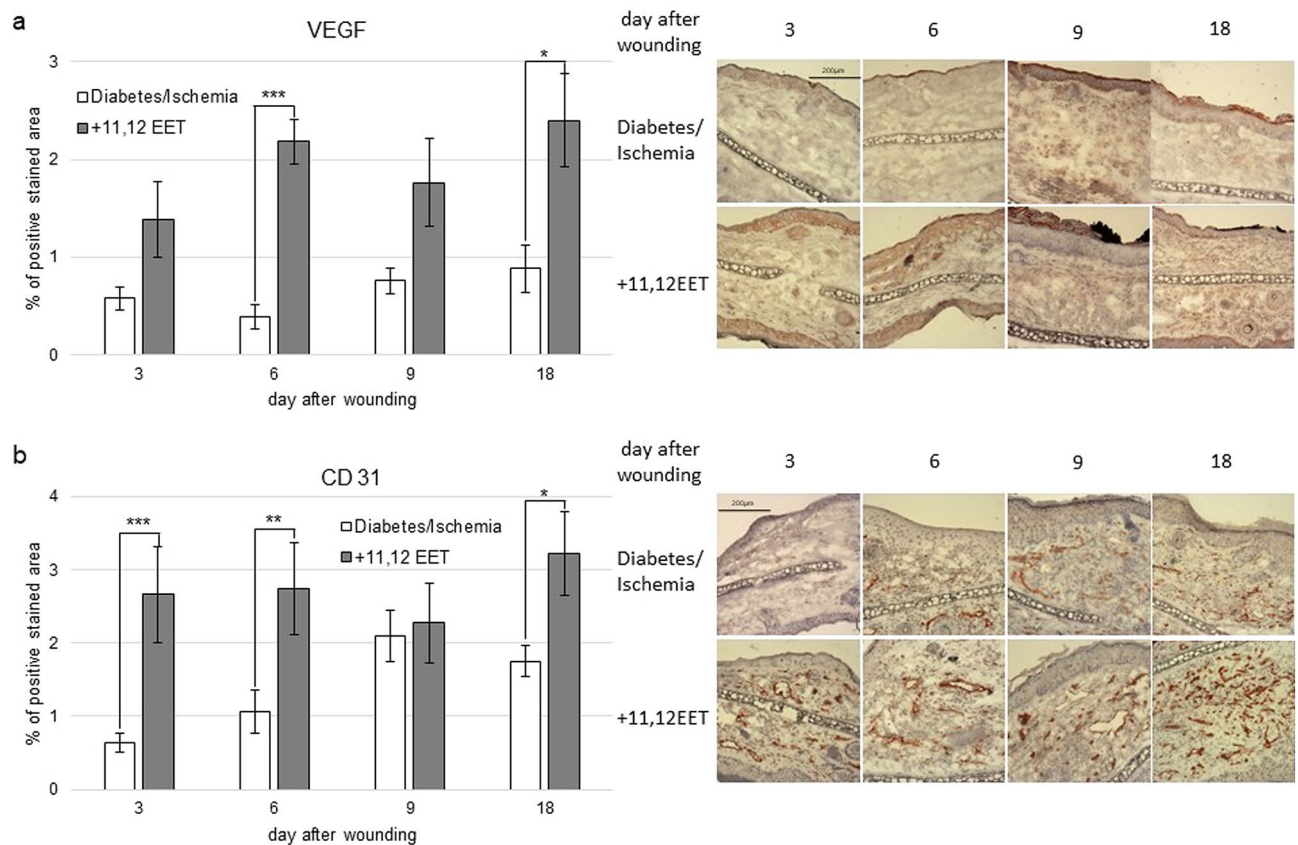 a
VEGF
3
2
1
0
% of positive stained area
Diabetes/Ischemia
+11,12 EET
***
*
3 6 9 18
day after wounding
day after
wounding
3 6 9 18
200µm
Diabetes/
Ischemia
+11,12EET
b
CD 31
4
3
2
1
0
% of positive stained area
Diabetes/Ischemia
+11,12 EET
***
**
*
3 6 9 18
day after wounding
day after
wounding
3 6 9 18
200µm
Diabetes/
Ischemia
+11,12EET